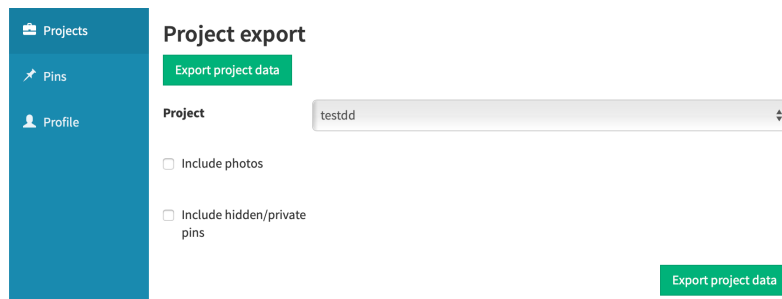 Projects
Pins
Profile
Project export
Export project data
Project
testdd
Include photos
Include hidden/private
pins
Export project data